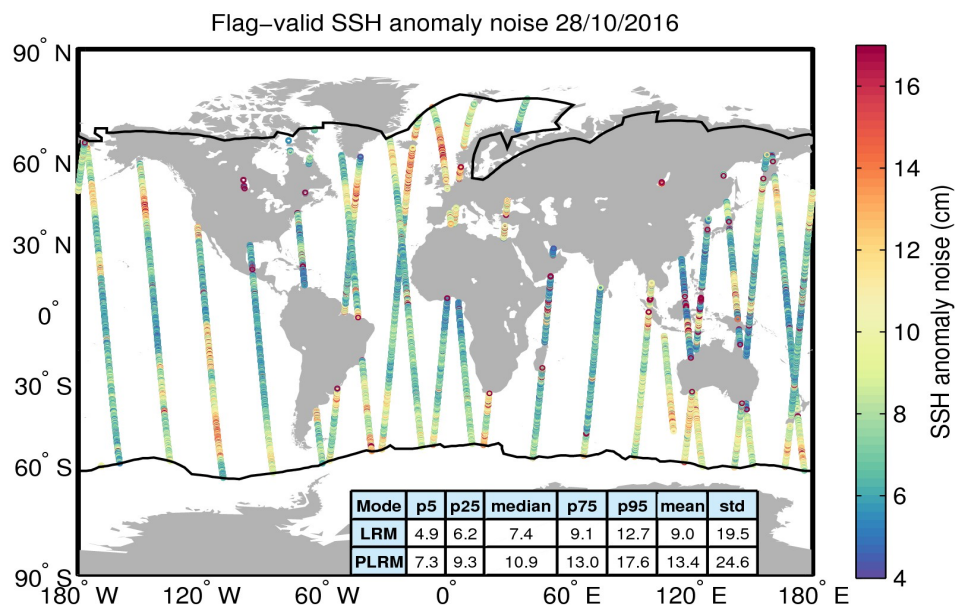 Flag−valid SSH anomaly noise 28/10/2016
90° N
60° N
30° N
0°
30° S
60° S
90° S
180° W
120° W
60° W
0°
60° E
120° E
180° E
16
14
12
10
8
6
4
SSH anomaly noise (cm)
Mode p5 p25 median p75 p95 mean std
LRM 4.9 6.2 7.4 9.1 12.7 9.0 19.5
PLRM 7.3 9.3 10.9 13.0 17.6 13.4 24.6